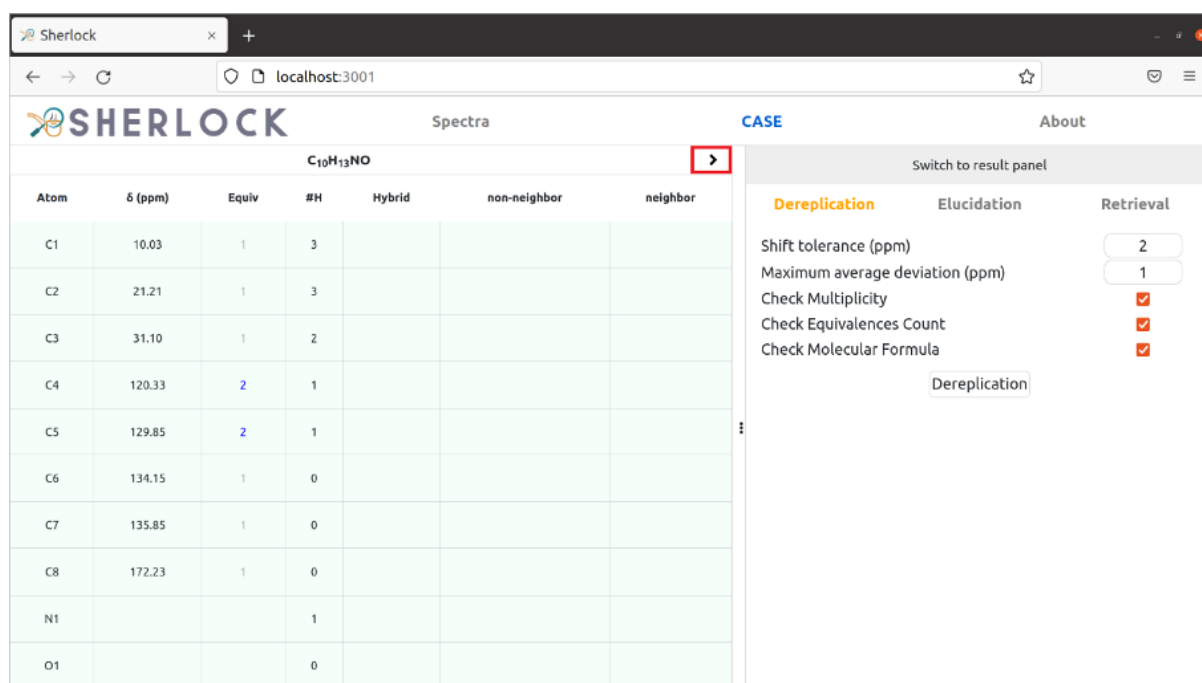 Sherlock × +
localhost:3001
SHERLOCK Spectra CASE About
C₁₀H₁₃NO
Switch to result panel
Atom δ (ppm) Equiv #H Hybrid non-neighbor neighbor
Dereplication Elucidation Retrieval
C1 10.03 1 3
Shift tolerance (ppm) 2
Maximum average deviation (ppm) 1
C2 21.21 1 3
Check Multiplicity
Check Equivalences Count
C3 31.10 1 2
Check Molecular Formula
C4 120.33 2 1
Dereplication
C5 129.85 2 1
C6 134.15 1 0
C7 135.85 1 0
C8 172.23 1 0
N1 1
O1 0